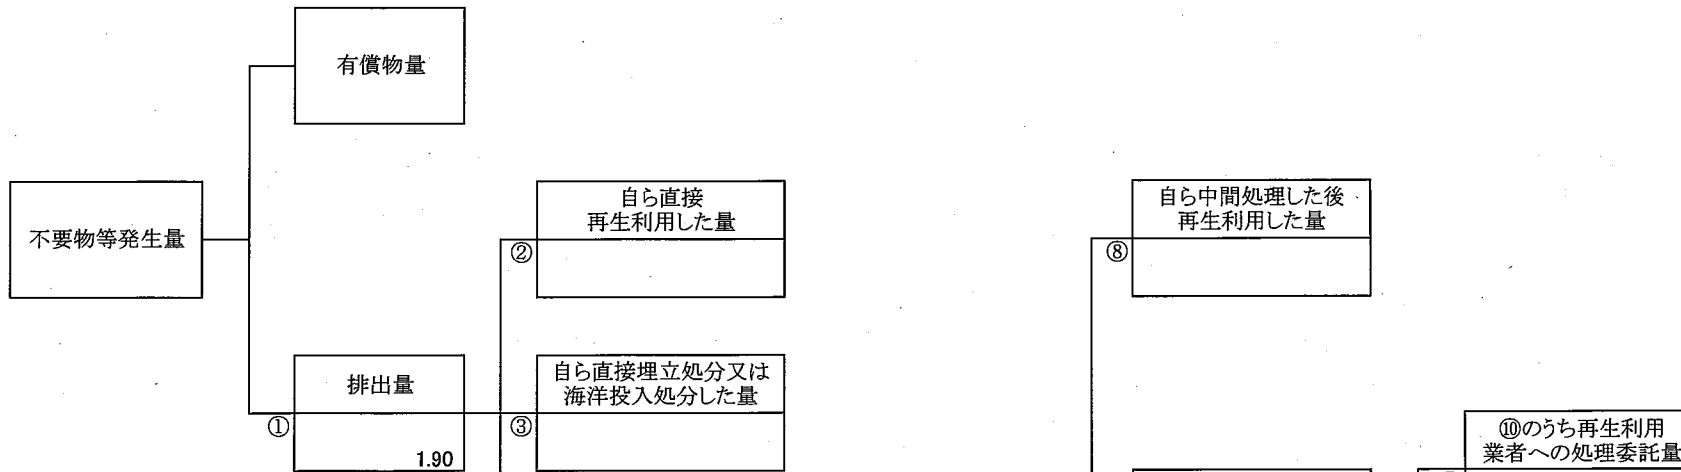 有償物量
不要物等発生量
自ら直接
再生利用した量
②
自ら中間処理した後
再生利用した量
⑧
排出量
①
1.90
自ら直接埋立処分又は
海洋投入処分した量
③
⑩のうち再生利用
業者への処理委託量